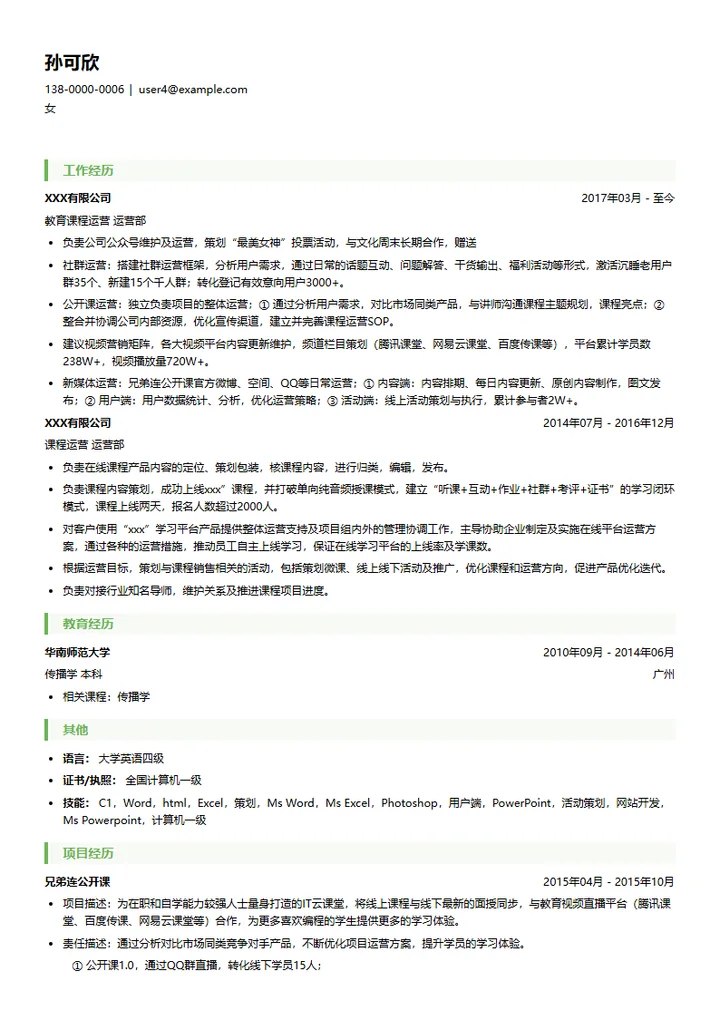 孙可欣
138-0000-0006 | user4@example.com
女
工作经历
XXX有限公司 2017年03月 - 至今
教育课程运营 运营部
• 负责公司公众号维护及运营，策划“最美女神”投票活动，与文化周末长期合作，赠送
• 社群运营：搭建社群运营框架，分析用户需求，通过日常的话题互动、问题解答、干货输出、福利活动等形式，激活沉睡老用户
群35个、新建15个千人群；转化登记有效意向用户3000+。
• 公开课运营：独立负责项目的整体运营；① 通过分析用户需求，对比市场同类产品，与讲师沟通课程主题规划，课程亮点；②
整合并协调公司内部资源，优化宣传渠道，建立并完善课程运营SOP。
• 建议视频营销矩阵，各大视频平台内容更新维护，频道栏目策划（腾讯课堂、网易云课堂、百度传课等），平台累计学员数
238W+，视频播放量720W+。
• 新媒体运营：兄弟连公开课官方微博、空间、QQ等日常运营；① 内容端：内容排期、每日内容更新、原创内容制作，图文发
布；② 用户端：用户数据统计、分析，优化运营策略；③ 活动端：线上活动策划与执行，累计参与者2W+。
XXX有限公司 2014年07月 - 2016年12月
课程运营 运营部
• 负责在线课程产品内容的定位、策划包装，核课程内容，进行归类，编辑，发布。
• 负责课程内容策划，成功上线xxx”课程，并打破单向纯音频授课模式，建立“听课+互动+作业+社群+考评+证书”的学习闭环
模式，课程上线两天，报名人数超过2000人。
• 对客户使用“xxx”学习平台产品提供整体运营支持及项目组内外的管理协调工作，主导协助企业制定及实施在线平台运营方
案，通过各种的运营措施，推动员工自主上线学习，保证在线学习平台的上线率及学课数。
• 根据运营目标，策划与课程销售相关的活动，包括策划微课、线上线下活动及推广，优化课程和运营方向，促进产品优化迭代。
• 负责对接行业知名导师，维护关系及推进课程项目进度。
教育经历
华南师范大学 2010年09月 - 2014年06月
传播学 本科 广州
• 相关课程：传播学
其他
• 语言： 大学英语四级
• 证书/执照： 全国计算机一级
• 技能： C1，Word，html，Excel，策划，Ms Word，Ms Excel，Photoshop，用户端，PowerPoint，活动策划，网站开发，
Ms Powerpoint，计算机一级
项目经历
兄弟连公开课 2015年04月 - 2015年10月
• 项目描述：为在职和自学能力较强人士量身打造的IT云课堂，将线上课程与线下最新的面授同步，与教育视频直播平台（腾讯课
堂、百度传课、网易云课堂等）合作，为更多喜欢编程的学生提供更多的学习体验。
• 责任描述：通过分析对比市场同类竞争对手产品，不断优化项目运营方案，提升学员的学习体验。
① 公开课1.0，通过QQ群直播，转化线下学员15人；